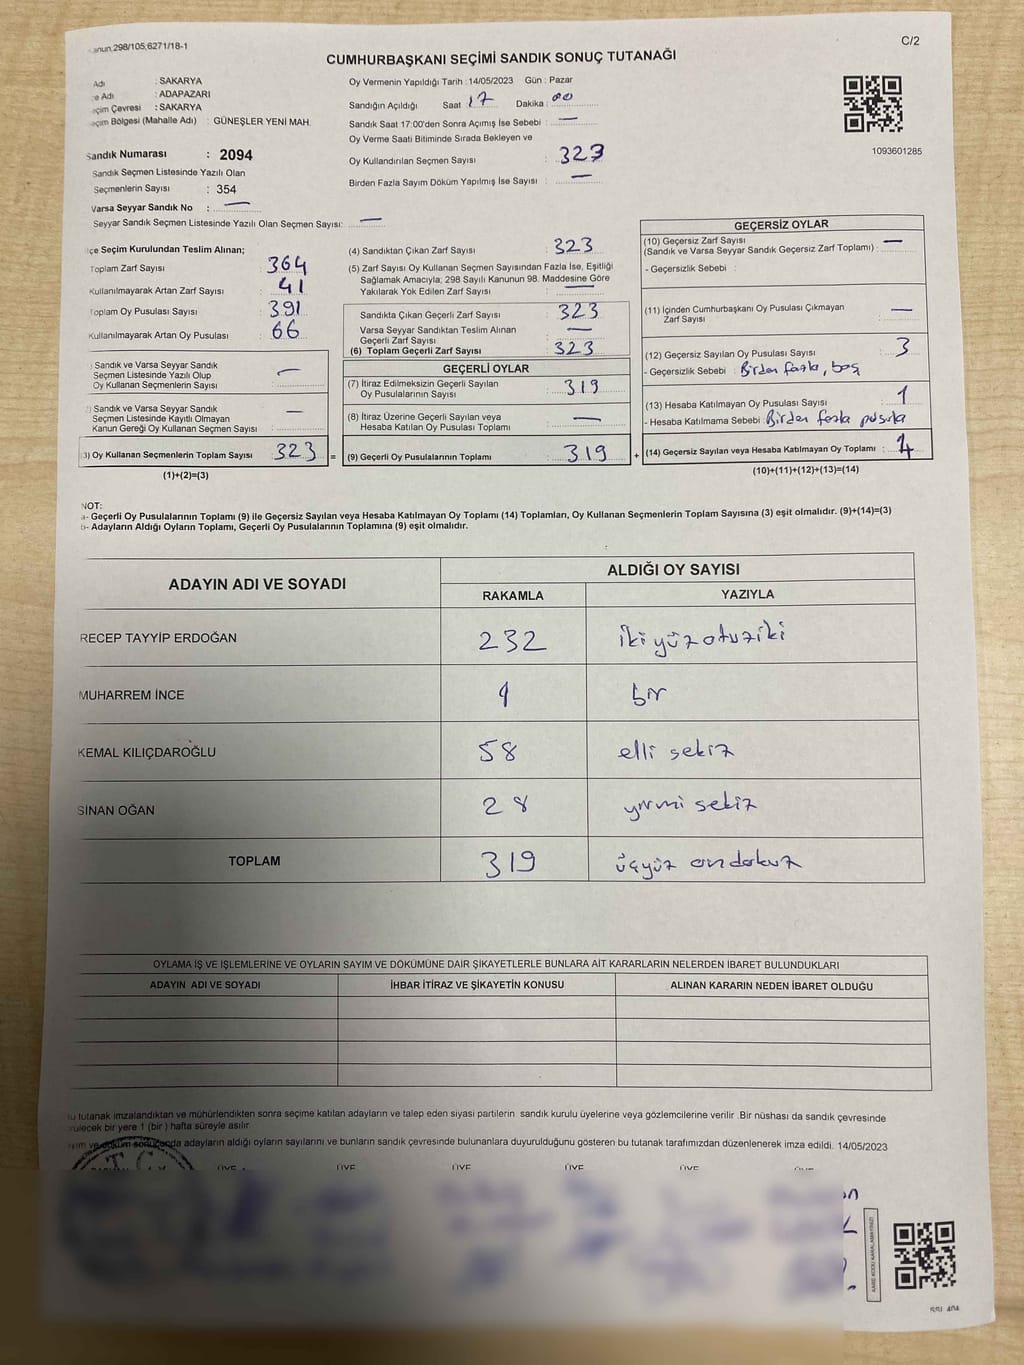 anun,298/105;6271/18-1
C/2
CUMHURBAŞKANI SEÇİMİ SANDIK SONUÇ TUTANAĞI
Adı : SAKARYA
e Adı : ADAPAZARI
eçim Çevresi : SAKARYA
eçim Bölgesi (Mahalle Adı) : GÜNEŞLER YENİ MAH.
Sandık Numarası : 2094
Sandık Seçmen Listesinde Yazılı Olan
Seçmenlerin Sayısı : 354
Varsa Seyyar Sandık No : —
Seyyar Sandık Seçmen Listesinde Yazılı Olan Seçmen Sayısı: —
Oy Vermenin Yapıldığı Tarih : 14/05/2023 Gün : Pazar
Sandığın Açıldığı Saat 17 Dakika : 00
Sandık Saat 17:00'den Sonra Açımış İse Sebebi : —
Oy Verme Saati Bitiminde Sırada Bekleyen ve
Oy Kullandırılan Seçmen Sayısı : 323
Birden Fazla Sayım Döküm Yapılmış İse Sayısı : —
1093601285
çe Seçim Kurulundan Teslim Alınan;
Toplam Zarf Sayısı : 364
Kullanılmayarak Artan Zarf Sayısı : 41
Toplam Oy Pusulası Sayısı : 391
Kullanılmayarak Artan Oy Pusulası : 66
) Sandık ve Varsa Seyyar Sandık
Seçmen Listesinde Yazılı Olup
Oy Kullanan Seçmenlerin Sayısı : —
2) Sandık ve Varsa Seyyar Sandık
Seçmen Listesinde Kayıtlı Olmayan
Kanun Gereği Oy Kullanan Seçmen Sayısı : —
3) Oy Kullanan Seçmenlerin Toplam Sayısı : 323 =
(1)+(2)=(3)
(4) Sandıktan Çıkan Zarf Sayısı : 323
(5) Zarf Sayısı Oy Kullanan Seçmen Sayısından Fazla İse, Eşitliği
Sağlamak Amacıyla; 298 Sayılı Kanunun 98. Maddesine Göre
Yakılarak Yok Edilen Zarf Sayısı : —
Sandıkta Çıkan Geçerli Zarf Sayısı : 323
Varsa Seyyar Sandıktan Teslim Alınan
Geçerli Zarf Sayısı : —
(6) Toplam Geçerli Zarf Sayısı : 323
GEÇERLİ OYLAR
(7) İtiraz Edilmeksizin Geçerli Sayılan
Oy Pusulalarının Sayısı : 319
(8) İtiraz Üzerine Geçerli Sayılan veya
Hesaba Katılan Oy Pusulası Toplamı : —
(9) Geçerli Oy Pusulalarının Toplamı : 319 +
GEÇERSİZ OYLAR
(10) Geçersiz Zarf Sayısı
(Sandık ve Varsa Seyyar Sandık Geçersiz Zarf Toplamı) : —
- Geçersizlik Sebebi :
(11) İçinden Cumhurbaşkanı Oy Pusulası Çıkmayan
Zarf Sayısı : —
(12) Geçersiz Sayılan Oy Pusulası Sayısı : 3
- Geçersizlik Sebebi : Birden fazla, boş
(13) Hesaba Katılmayan Oy Pusulası Sayısı : 1
- Hesaba Katılmama Sebebi : Birden fazla pusula
(14) Geçersiz Sayılan veya Hesaba Katılmayan Oy Toplamı : 4
(10)+(11)+(12)+(13)=(14)
NOT:
a- Geçerli Oy Pusulalarının Toplamı (9) ile Geçersiz Sayılan veya Hesaba Katılmayan Oy Toplamı (14) Toplamları, Oy Kullanan Seçmenlerin Toplam Sayısına (3) eşit olmalıdır. (9)+(14)=(3)
b- Adayların Aldığı Oyların Toplamı, Geçerli Oy Pusulalarının Toplamına (9) eşit olmalıdır.
ADAYIN ADI VE SOYADI
ALDIĞI OY SAYISI
RAKAMLA YAZIYLA
RECEP TAYYİP ERDOĞAN 232 iki yüz otuziki
MUHARREM İNCE 1 bir
KEMAL KILIÇDAROĞLU 58 elli sekiz
SİNAN OĞAN 28 yirmi sekiz
TOPLAM 319 üçyüz ondokuz
OYLAMA İŞ VE İŞLEMLERİNE VE OYLARIN SAYIM VE DÖKÜMÜNE DAİR ŞİKAYETLERLE BUNLARA AİT KARARLARIN NELERDEN İBARET BULUNDUKLARI
ADAYIN ADI VE SOYADI İHBAR İTİRAZ VE ŞİKAYETİN KONUSU ALINAN KARARIN NEDEN İBARET OLDUĞU
u tutanak imzalandıktan ve mühürlendikten sonra seçime katılan adayların ve talep eden siyasi partilerin sandık kurulu üyelerine veya gözlemcilerine verilir .Bir nüshası da sandık çevresinde
rülecek bir yere 1 (bir ) hafta süreyle asılır.
yım ve döküm sonucunda adayların aldığı oyların sayılarını ve bunların sandık çevresinde bulunanlara duyurulduğunu gösteren bu tutanak tarafımızdan düzenlenerek imza edildi. 14/05/2023
T.C.
ÜYE ÜYE ÜYE ÜYE ÜYE ÜYE